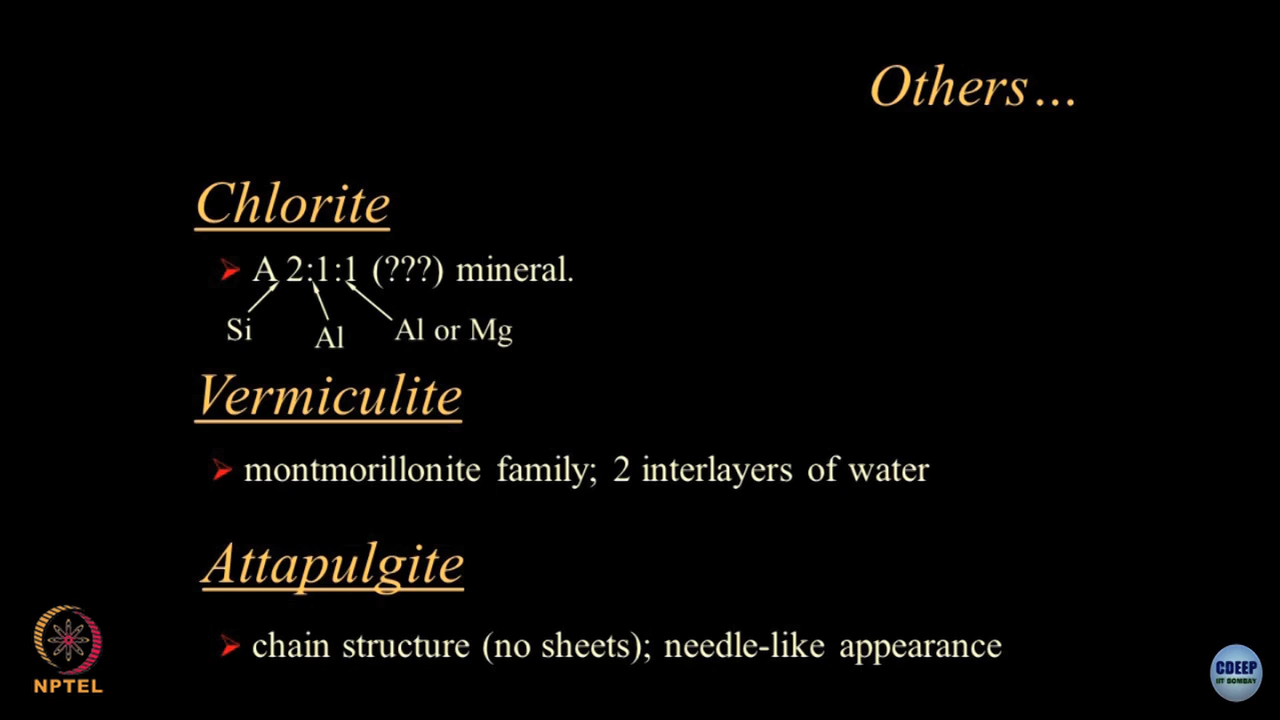 Others…
Chlorite
A 2:1:1 (???) mineral.
Si Al Al or Mg
Vermiculite
montmorillonite family; 2 interlayers of water
Attapulgite
chain structure (no sheets); needle-like appearance
NPTEL
CDEEP
IIT BOMBAY